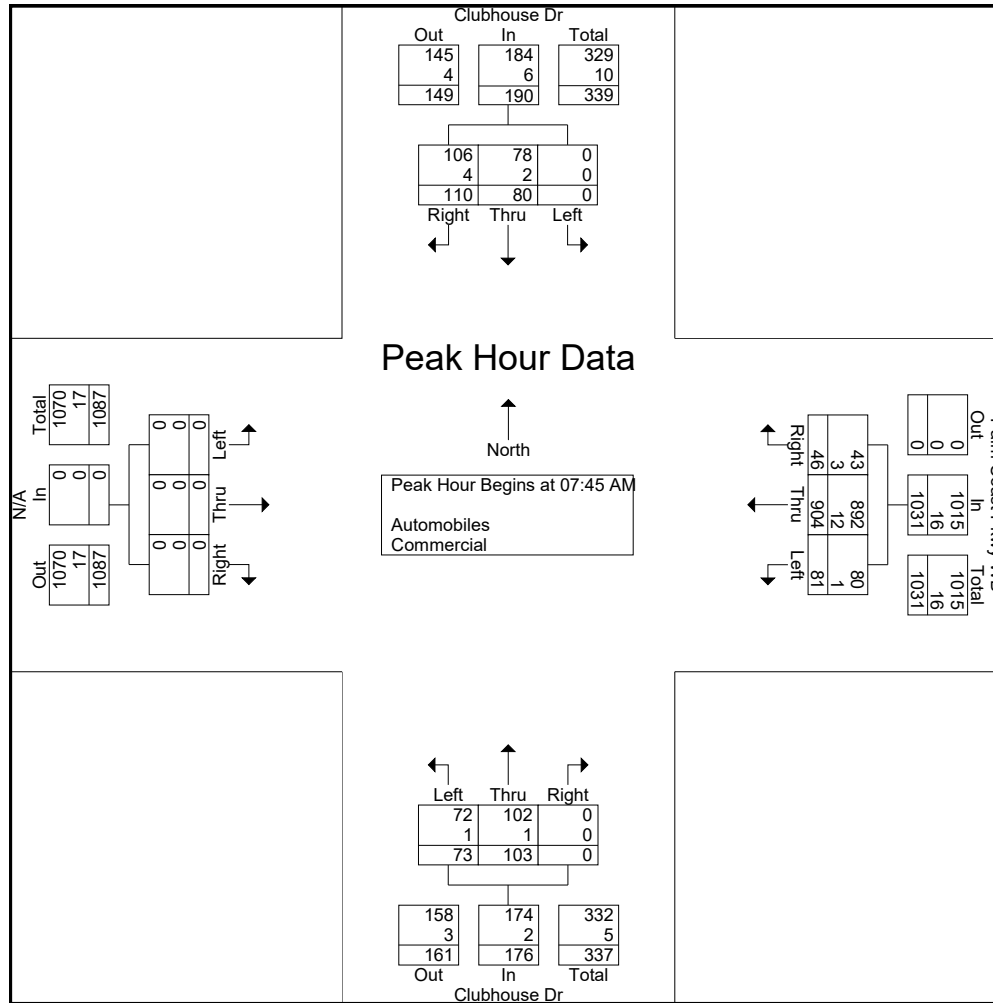 Clubhouse Dr
Out In Total
145 184 329
4 6 10
149 190 339
106 78 0
4 2 0
110 80 0
Right Thru Left
Peak Hour Data
North
Peak Hour Begins at 07:45 AM
Automobiles
Commercial
N/A
Out In Total
1070 0 1070
17 0 17
1087 0 1087
Left Thru Right
0 0 0
0 0 0
0 0 0
Right Thru Left
43 892 80
3 12 1
46 904 81
Out In Total
0 1015 1015
0 16 16
0 1031 1031
Left Thru Right
72 102 0
1 1 0
73 103 0
158 174 332
3 2 5
161 176 337
Out In Total
Clubhouse Dr